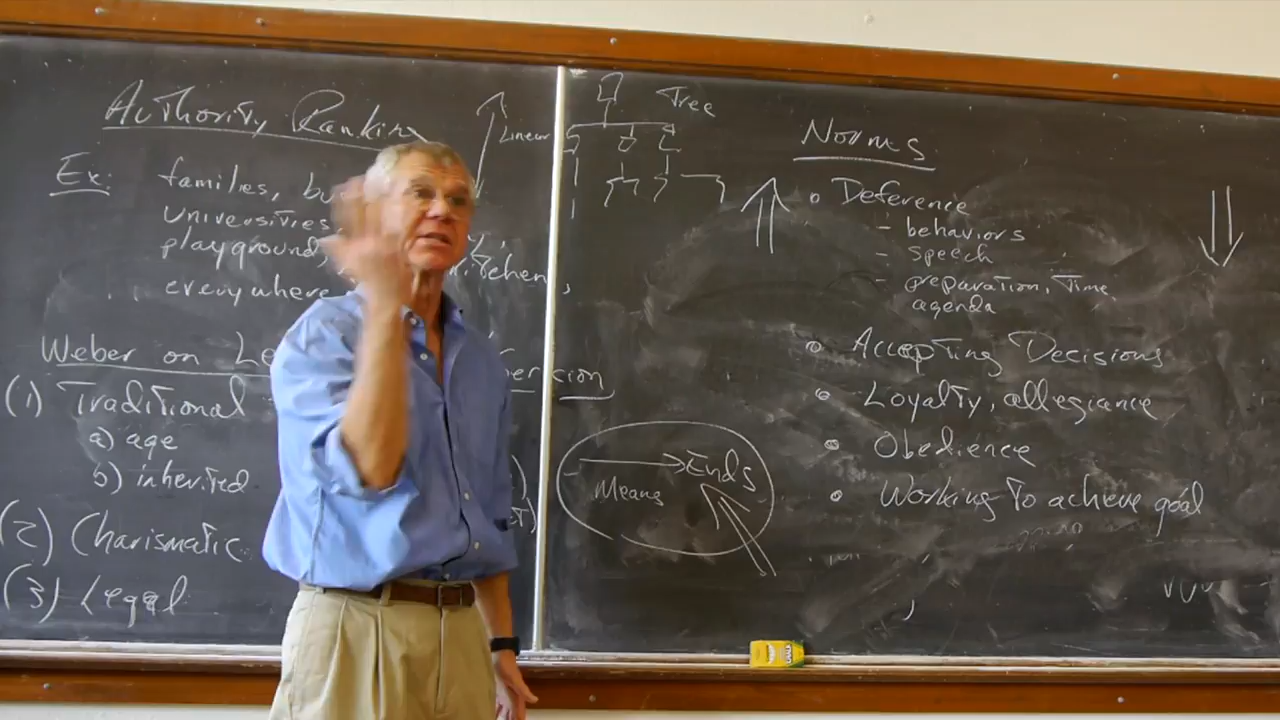 Authority Ranking
Linear
Ex: families, bu
universities,
playground,
kitchen,
everywhere
Weber on Le
ersion
(1) Traditional
a) age
b) inherited
(2) Charismatic
(3) Legal
Tree
Means
Ends
Norms
Deference
- behaviors
- speech
- preparation, Time,
agenda
Accepting Decisions
Loyalty, allegiance
Obedience
Working To achieve goal